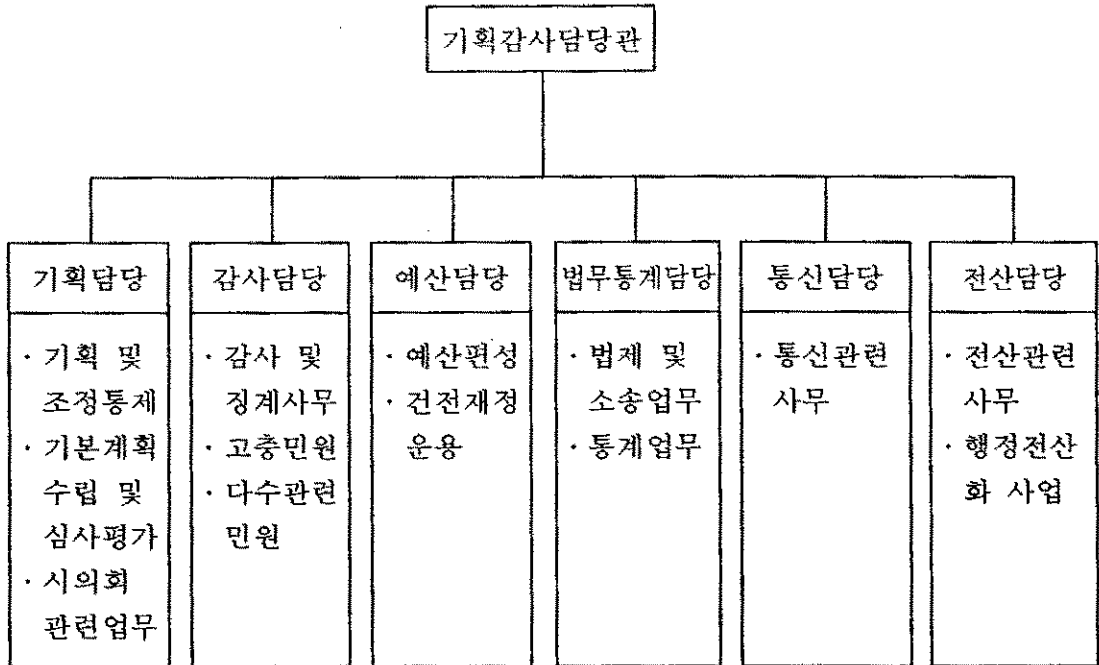 기획감사담당관
기획담당
· 기획 및
조정통제
· 기본계획
수립 및
심사평가
· 시의회
관련업무
감사담당
· 감사 및
징계사무
· 고충민원
· 다수관련
민원
예산담당
· 예산편성
· 건전재정
운용
법무통계담당
· 법제 및
소송업무
· 통계업무
통신담당
· 통신관련
사무
전산담당
· 전산관련
사무
· 행정전산
화 사업